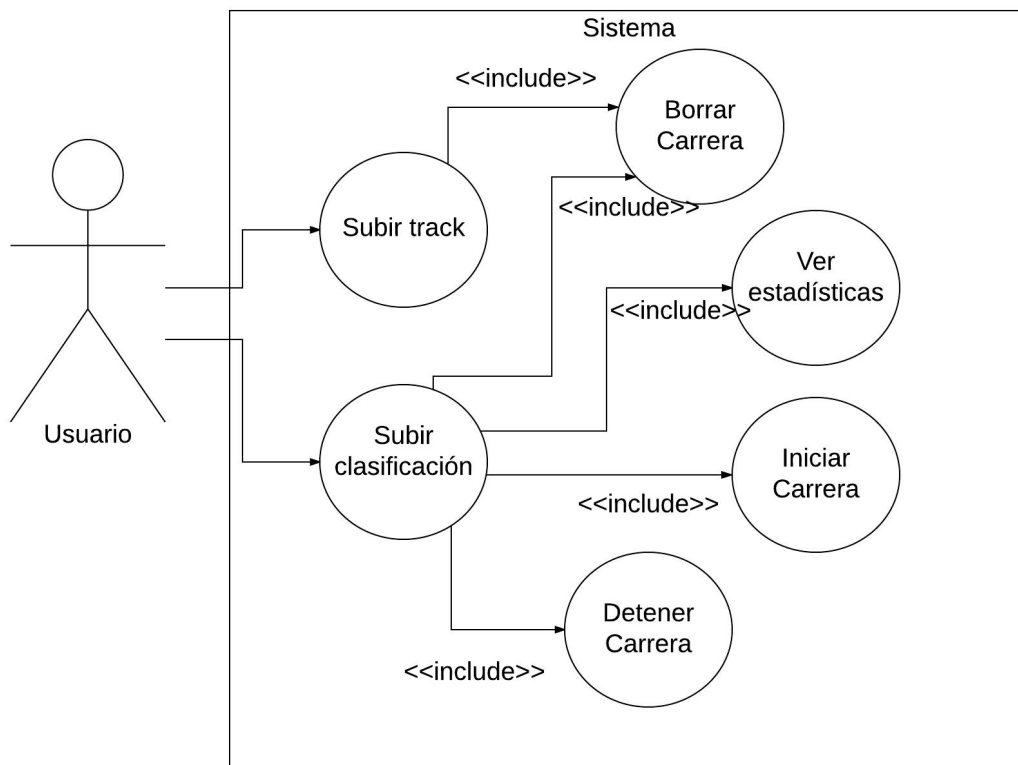 Sistema
<<include>>
Borrar
Carrera
<<include>>
Subir track
Ver
estadísticas
<<include>>
Usuario
Subir
clasificación
Iniciar
Carrera
<<include>>
Detener
Carrera
<<include>>